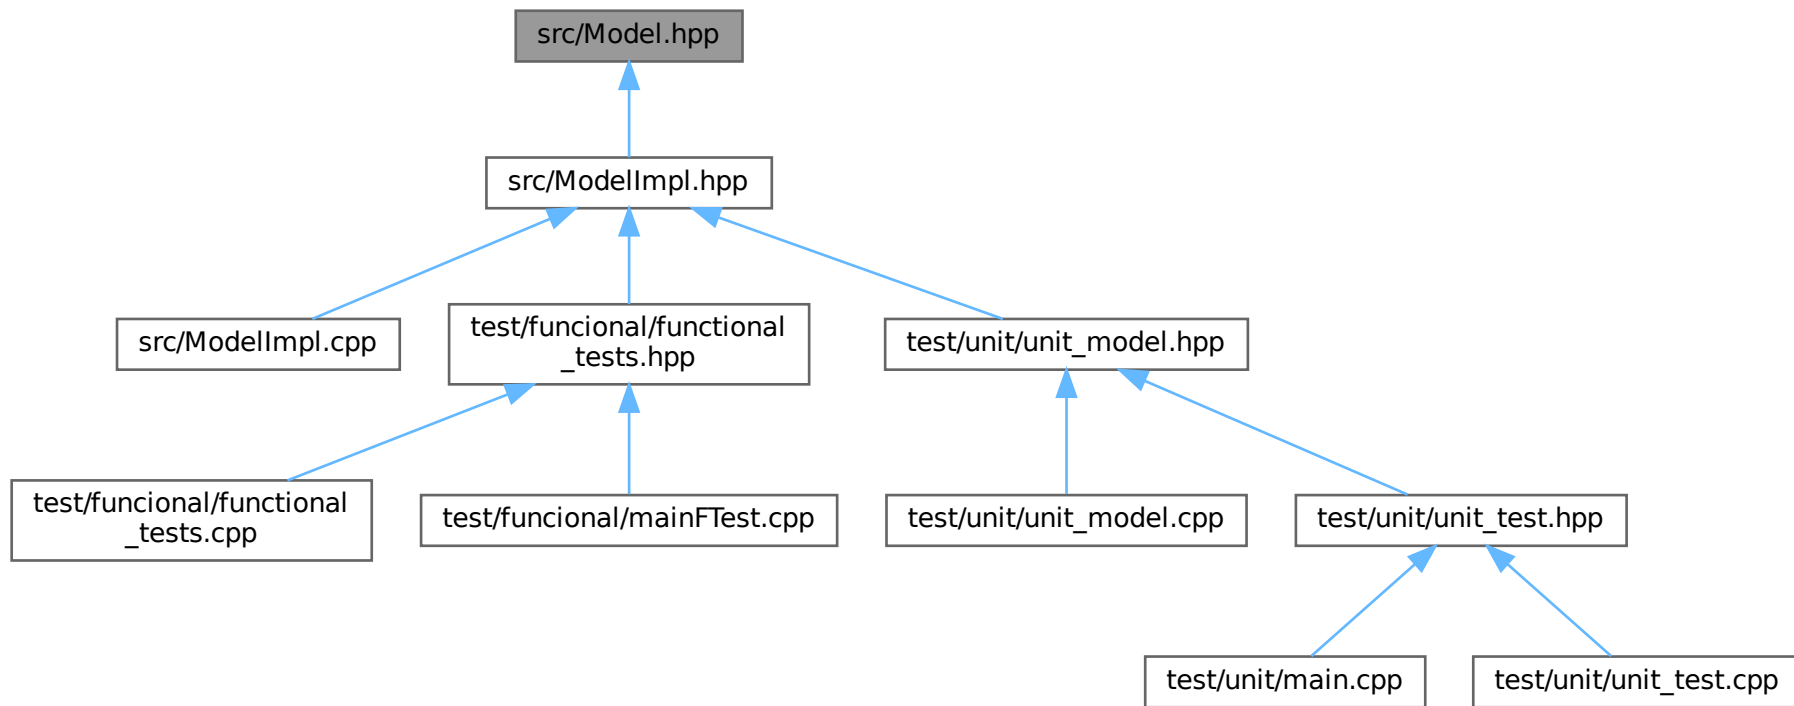 src/Model.hpp
src/ModelImpl.hpp
src/ModelImpl.cpp
test/funcional/functional
_tests.hpp
test/unit/unit_model.hpp
test/funcional/functional
_tests.cpp
test/funcional/mainFTest.cpp
test/unit/unit_model.cpp
test/unit/unit_test.hpp
test/unit/main.cpp
test/unit/unit_test.cpp